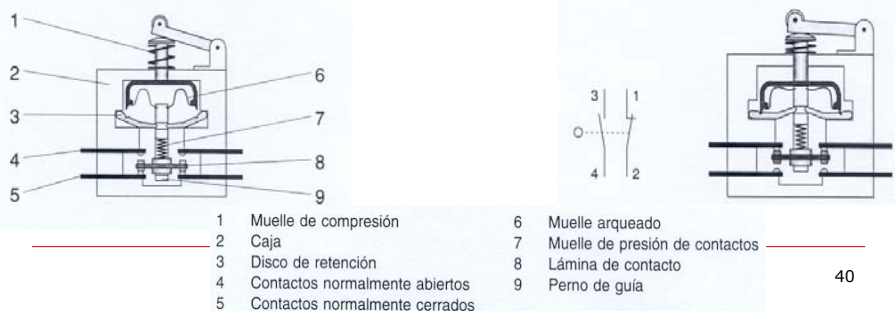 1
2
3
4
5
6
7
8
9
3 1
4 2
1 Muelle de compresión
2 Caja
3 Disco de retención
4 Contactos normalmente abiertos
5 Contactos normalmente cerrados
6 Muelle arqueado
7 Muelle de presión de contactos
8 Lámina de contacto
9 Perno de guía
40